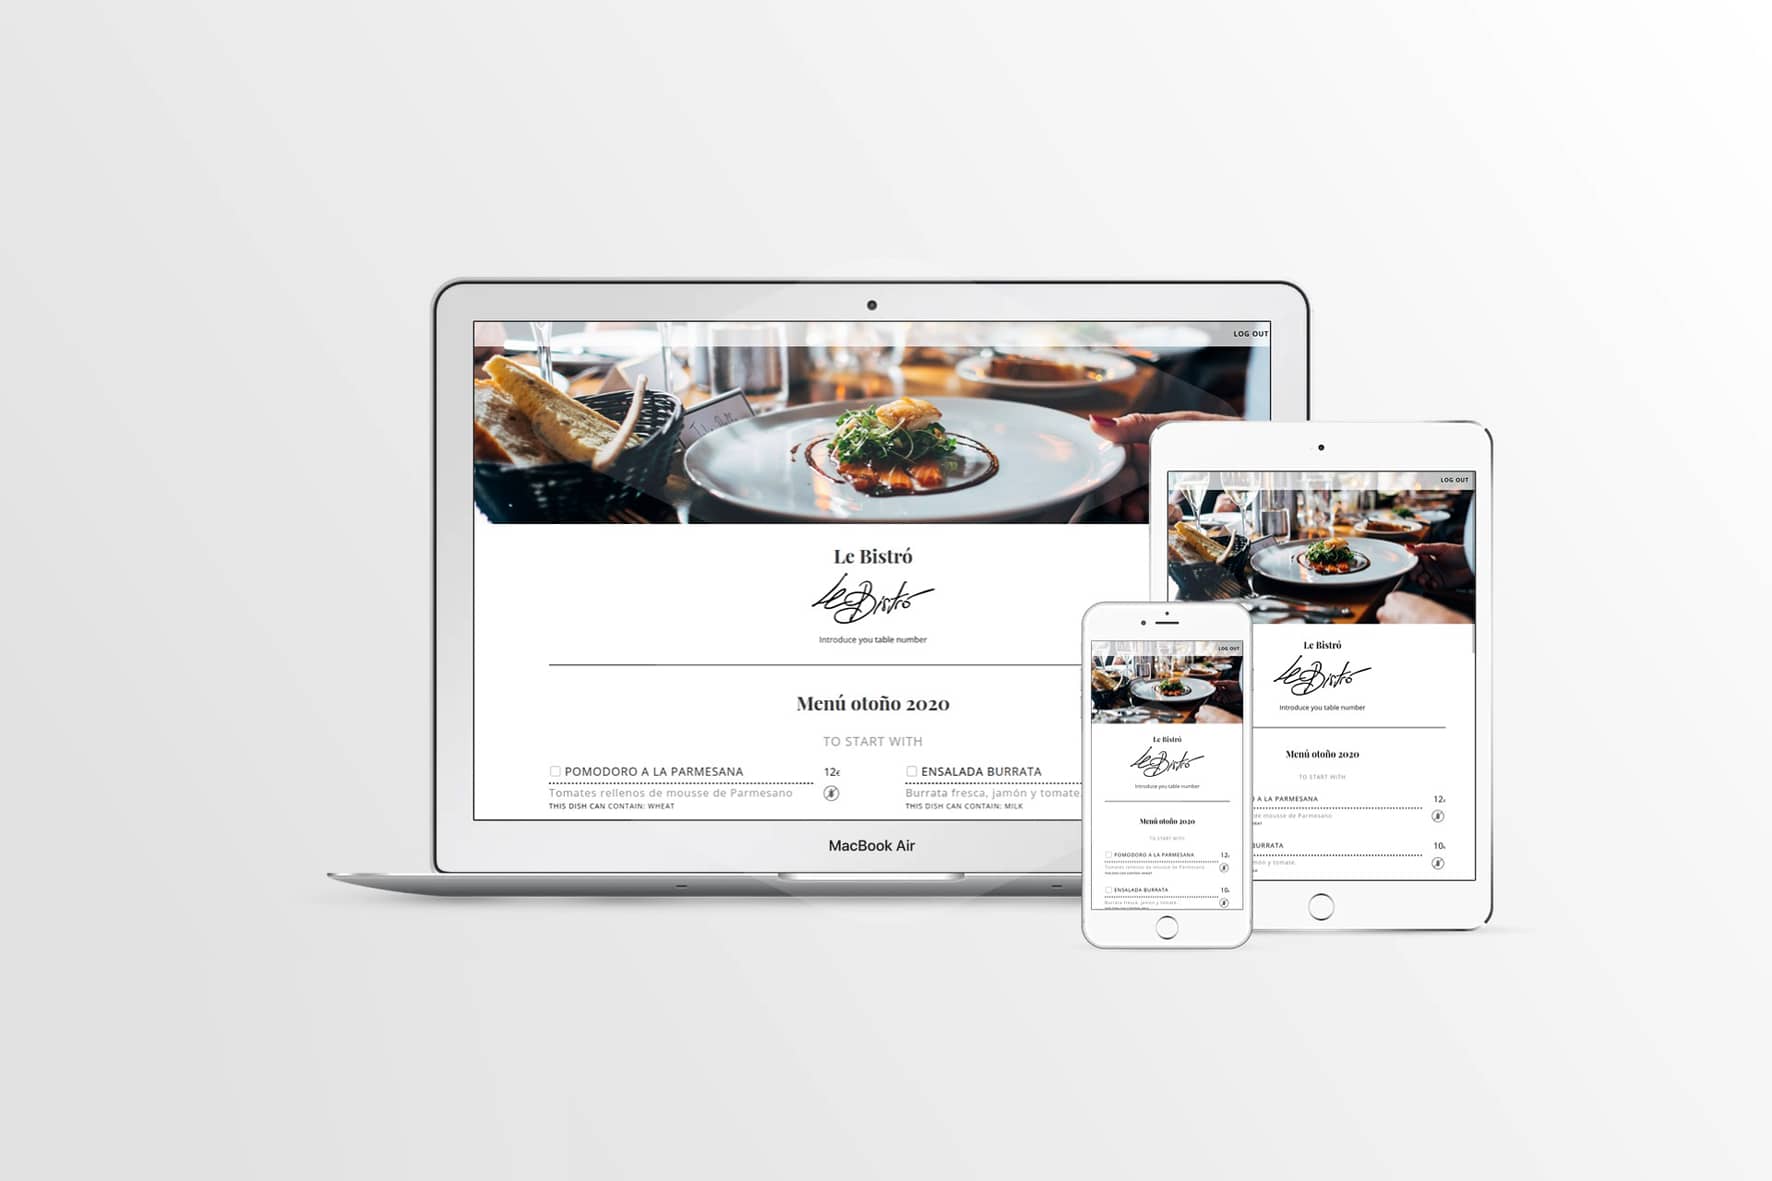 LOG OUT
Le Bistró
Le Bistró
Introduce you table number
Menú otoño 2020
TO START WITH
POMODORO A LA PARMESANA 12€
Tomates rellenos de mousse de Parmesano
THIS DISH CAN CONTAIN: WHEAT
ENSALADA BURRATA
Burrata fresca, jamón y tomate.
THIS DISH CAN CONTAIN: MILK
MacBook Air
LOG OUT
Le Bistró
Le Bistró
Introduce you table number
Menú otoño 2020
TO START WITH
A LA PARMESANA 12€
de mousse de Parmesano
BURRATA 10€
y tomate.
LOG OUT
Le Bistró
Le Bistró
Introduce you table number
Menú otoño 2020
TO START WITH
POMODORO A LA PARMESANA 12€
Tomates rellenos de mousse de Parmesano
THIS DISH CAN CONTAIN: WHEAT
ENSALADA BURRATA 10€
Burrata fresca, jamón y tomate.